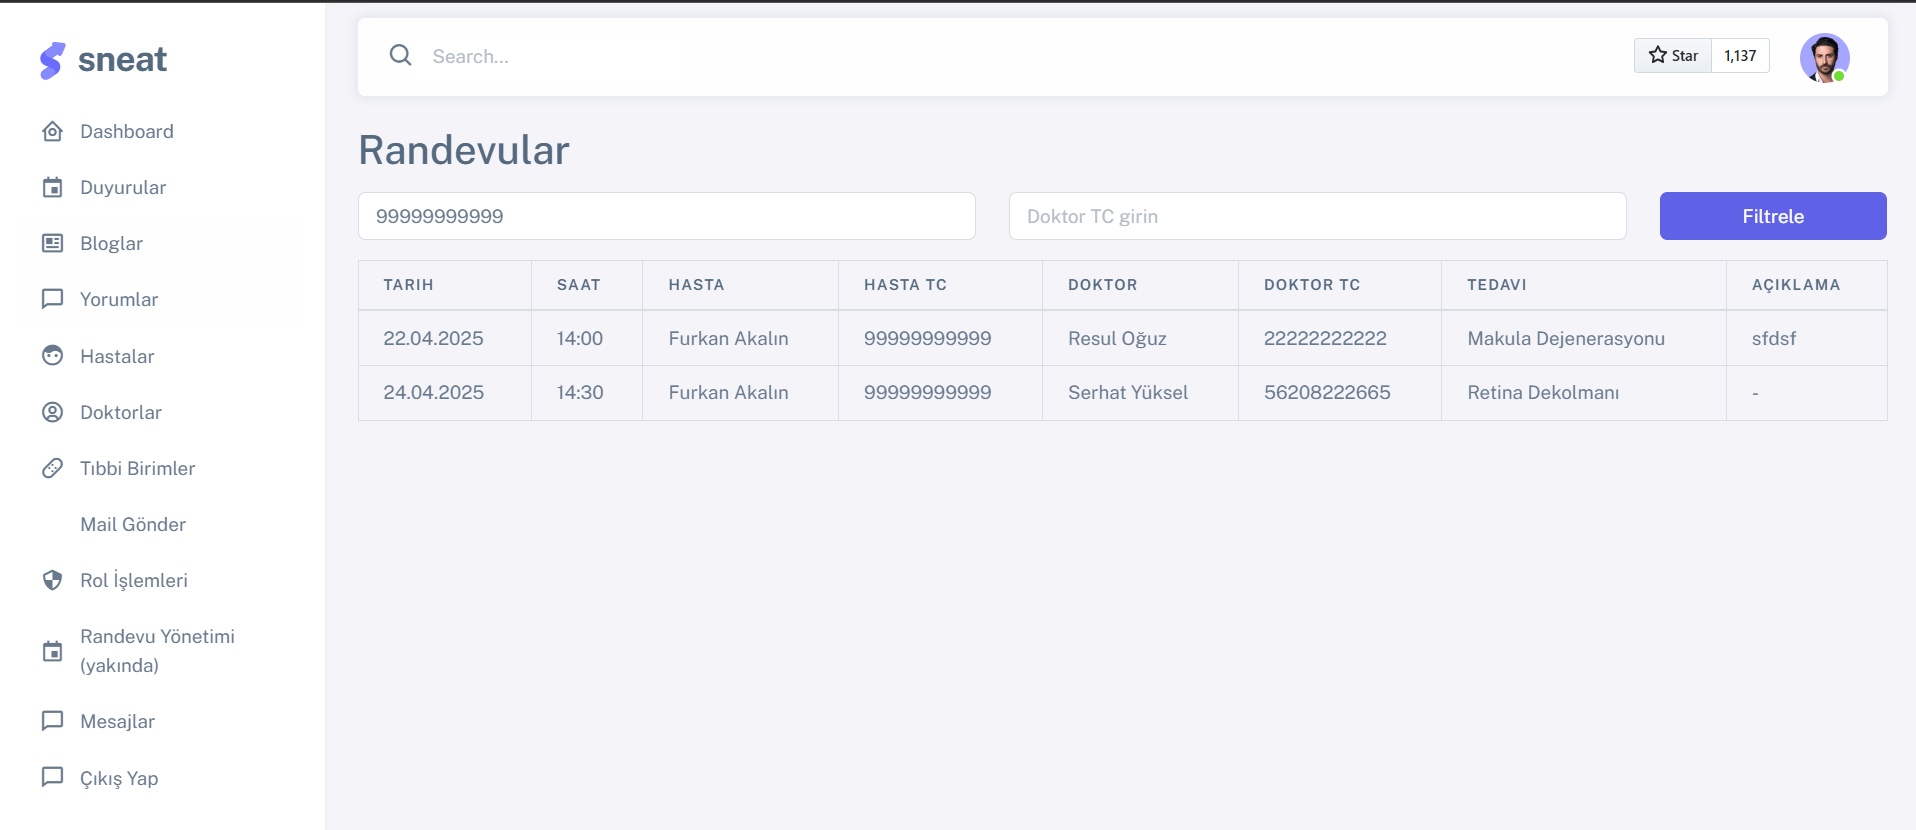 sneat
Dashboard
Duyurular
Bloglar
Yorumlar
Hastalar
Doktorlar
Tıbbi Birimler
Mail Gönder
Rol İşlemleri
Randevu Yönetimi
(yakında)
Mesajlar
Çıkış Yap
Search...
Star 1,137
Randevular
99999999999 Doktor TC girin Filtrele
TARIH SAAT HASTA HASTA TC DOKTOR DOKTOR TC TEDAVI AÇIKLAMA
22.04.2025 14:00 Furkan Akalın 99999999999 Resul Oğuz 22222222222 Makula Dejenerasyonu sfdsf
24.04.2025 14:30 Furkan Akalın 99999999999 Serhat Yüksel 56208222665 Retina Dekolmanı -